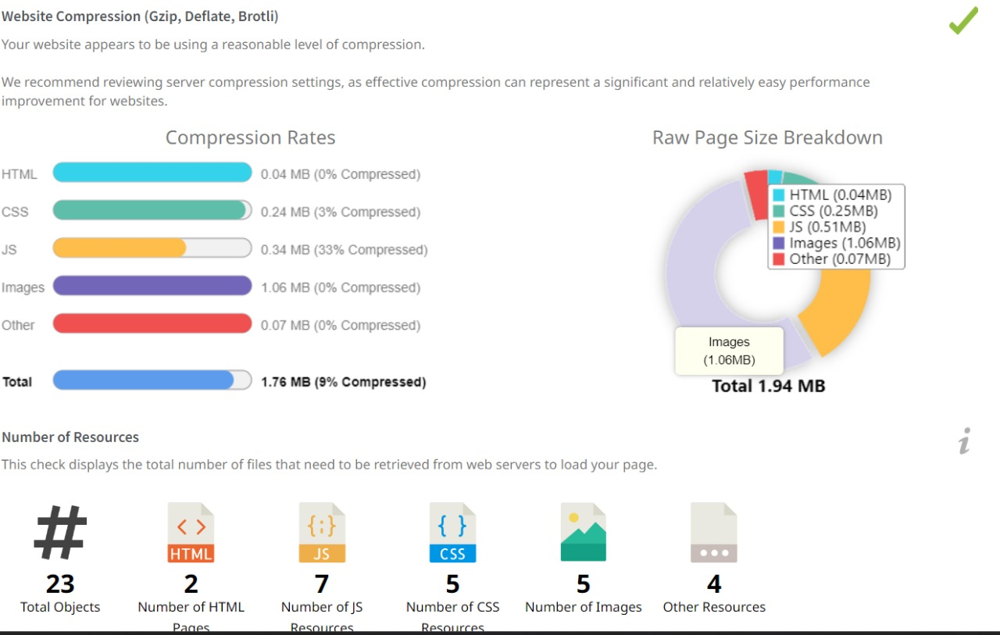 Website Compression (Gzip, Deflate, Brotli)
Your website appears to be using a reasonable level of compression.
We recommend reviewing server compression settings, as effective compression can represent a significant and relatively easy performance
improvement for websites.
Compression Rates
HTML 0.04 MB (0% Compressed)
CSS 0.24 MB (3% Compressed)
JS 0.34 MB (33% Compressed)
Images 1.06 MB (0% Compressed)
Other 0.07 MB (0% Compressed)
Total 1.76 MB (9% Compressed)
Raw Page Size Breakdown
HTML (0.04MB)
CSS (0.25MB)
JS (0.51MB)
Images (1.06MB)
Other (0.07MB)
Images
(1.06MB)
Total 1.94 MB
Number of Resources
i
This check displays the total number of files that need to be retrieved from web servers to load your page.
#
23
Total Objects
< >
HTML
2
Number of HTML
Pages
{;}
JS
7
Number of JS
Resources
{ }
CSS
5
Number of CSS
Resources
5
Number of Images
4
Other Resources